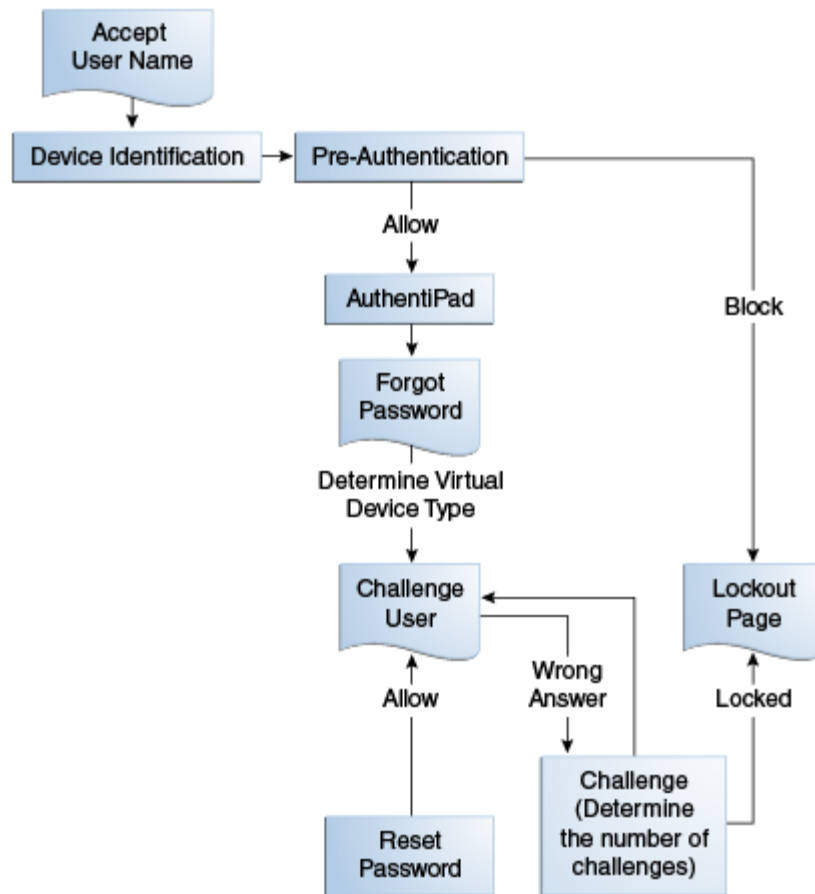 Accept
User Name
Device Identification
Pre-Authentication
Allow
AuthentiPad
Block
Forgot
Password
Determine Virtual
Device Type
Challenge
User
Lockout
Page
Wrong
Answer
Allow
Locked
Challenge
(Determine
the number of
challenges)
Reset
Password